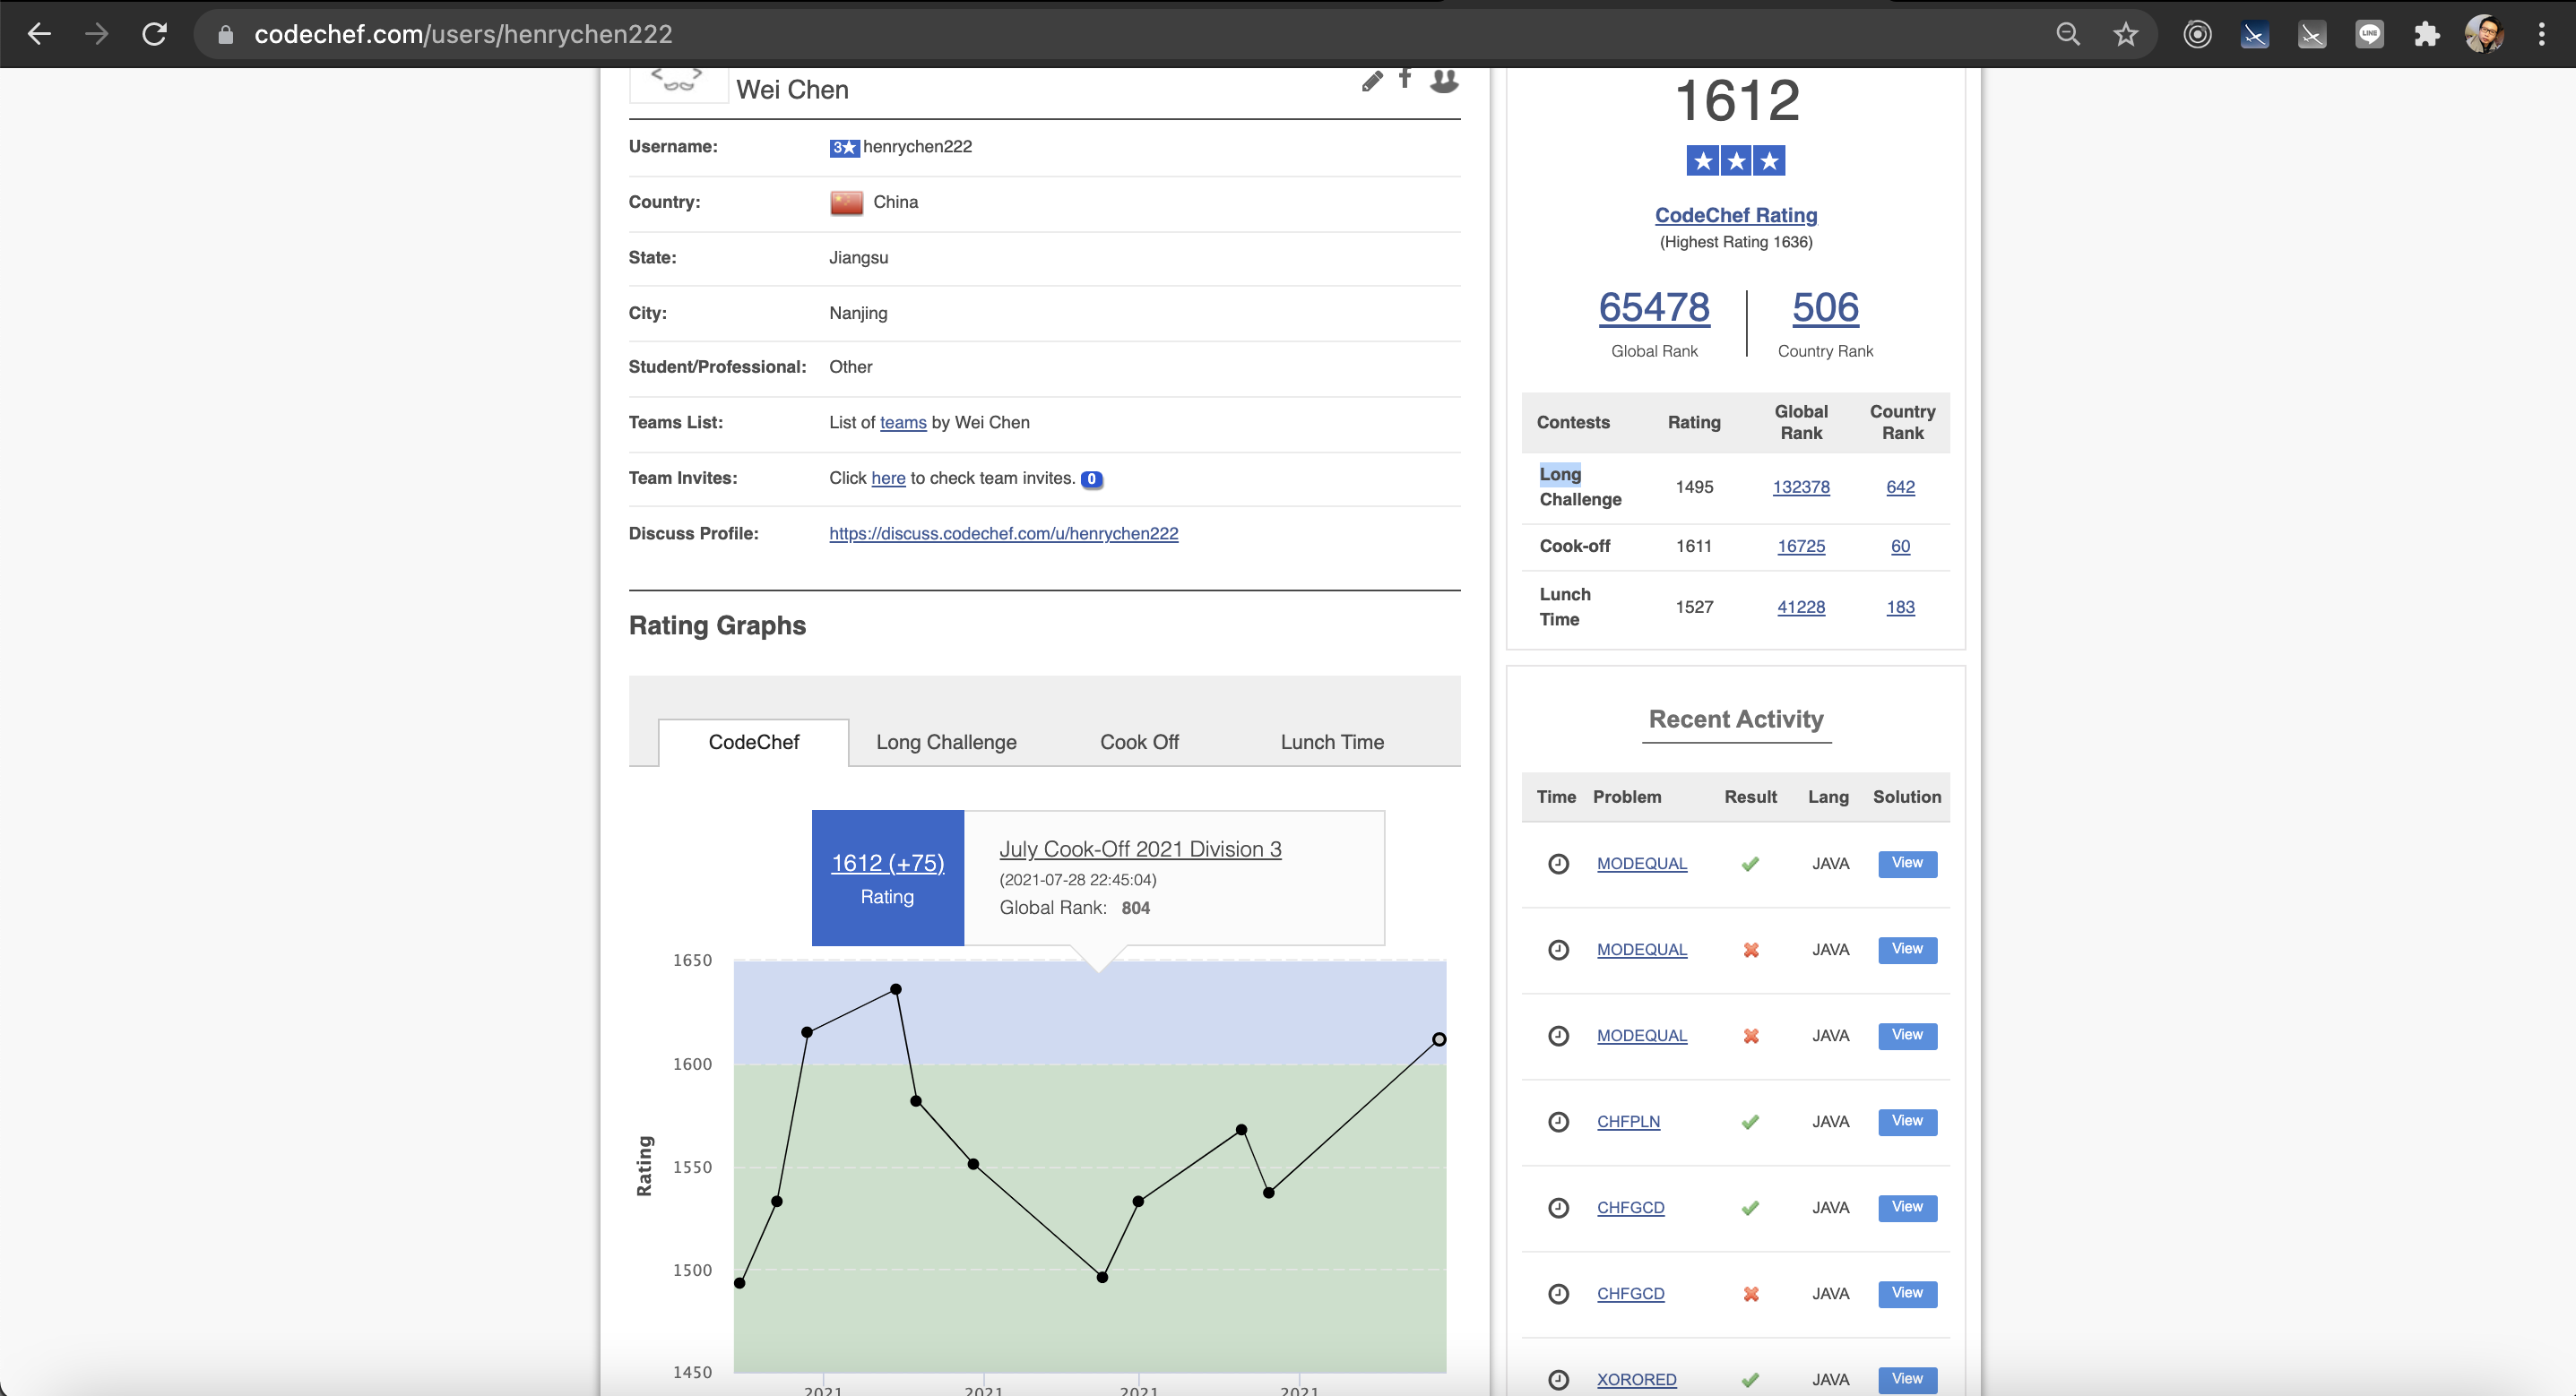 codechef.com/users/henrychen222
LINE
Wei Chen
Username: 3★ henrychen222
Country: China
State: Jiangsu
City: Nanjing
Student/Professional: Other
Teams List: List of teams by Wei Chen
Team Invites: Click here to check team invites. 0
Discuss Profile: https://discuss.codechef.com/u/henrychen222
Rating Graphs
CodeChef Long Challenge Cook Off Lunch Time
1612 (+75)
Rating
July Cook-Off 2021 Division 3
(2021-07-28 22:45:04)
Global Rank: 804
1650
1600
1550
1500
1450
Rating
2021 2021 2021 2021
1612
★★★
CodeChef Rating
(Highest Rating 1636)
65478 506
Global Rank Country Rank
Contests Rating Global Rank Country Rank
Long Challenge 1495 132378 642
Cook-off 1611 16725 60
Lunch Time 1527 41228 183
Recent Activity
Time Problem Result Lang Solution
MODEQUAL JAVA View
MODEQUAL JAVA View
MODEQUAL JAVA View
CHFPLN JAVA View
CHFGCD JAVA View
CHFGCD JAVA View
XORORED JAVA View